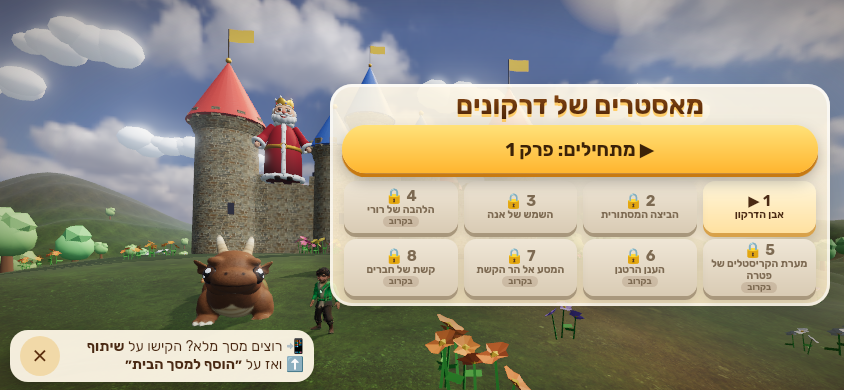 מאסטרים של דרקונים
▶ מתחילים: פרק 1
1 ▶
אבן הדרקון
2 🔒
הביצה המסתורית
3 🔒
השמש של אנה
בקרוב
4 🔒
הלהבה של רורי
בקרוב
5 🔒
מערת הקריסטלים של
פטרה
בקרוב
6 🔒
הענן הרטנן
בקרוב
7 🔒
המסע אל הר הקשת
בקרוב
8 🔒
קשת של חברים
בקרוב
📲 רוצים מסך מלא? הקישו על שיתוף
⬆️ ואז על ״הוסף למסך הבית״
✕